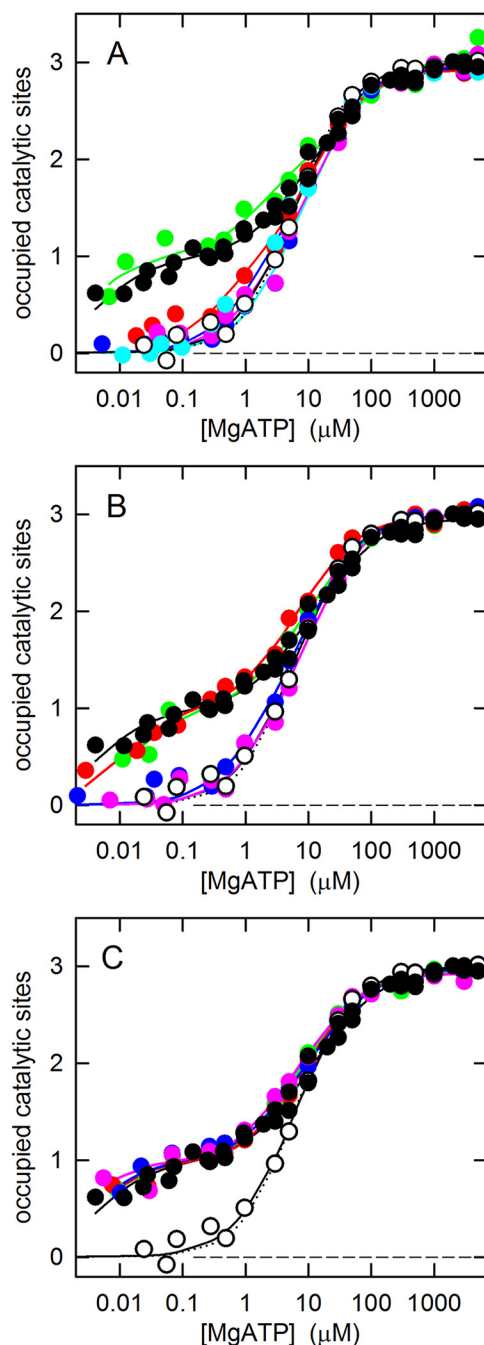 A
occupied catalytic sites
3
2
1
0
0.01 0.1 1 10 100 1000
[MgATP] (μM)
B
occupied catalytic sites
3
2
1
0
0.01 0.1 1 10 100 1000
[MgATP] (μM)
C
occupied catalytic sites
3
2
1
0
0.01 0.1 1 10 100 1000
[MgATP] (μM)